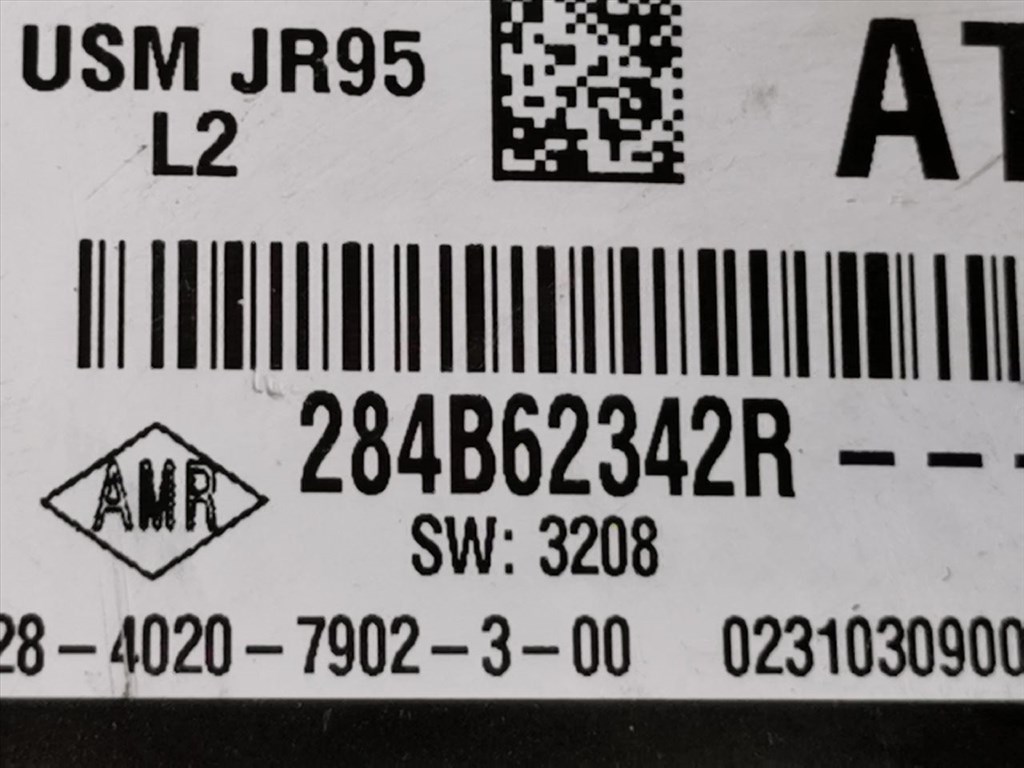 USM JR95
L2
AT
284B62342R - - -
AMR
SW: 3208
28-4020-7902-3-00 0231030900